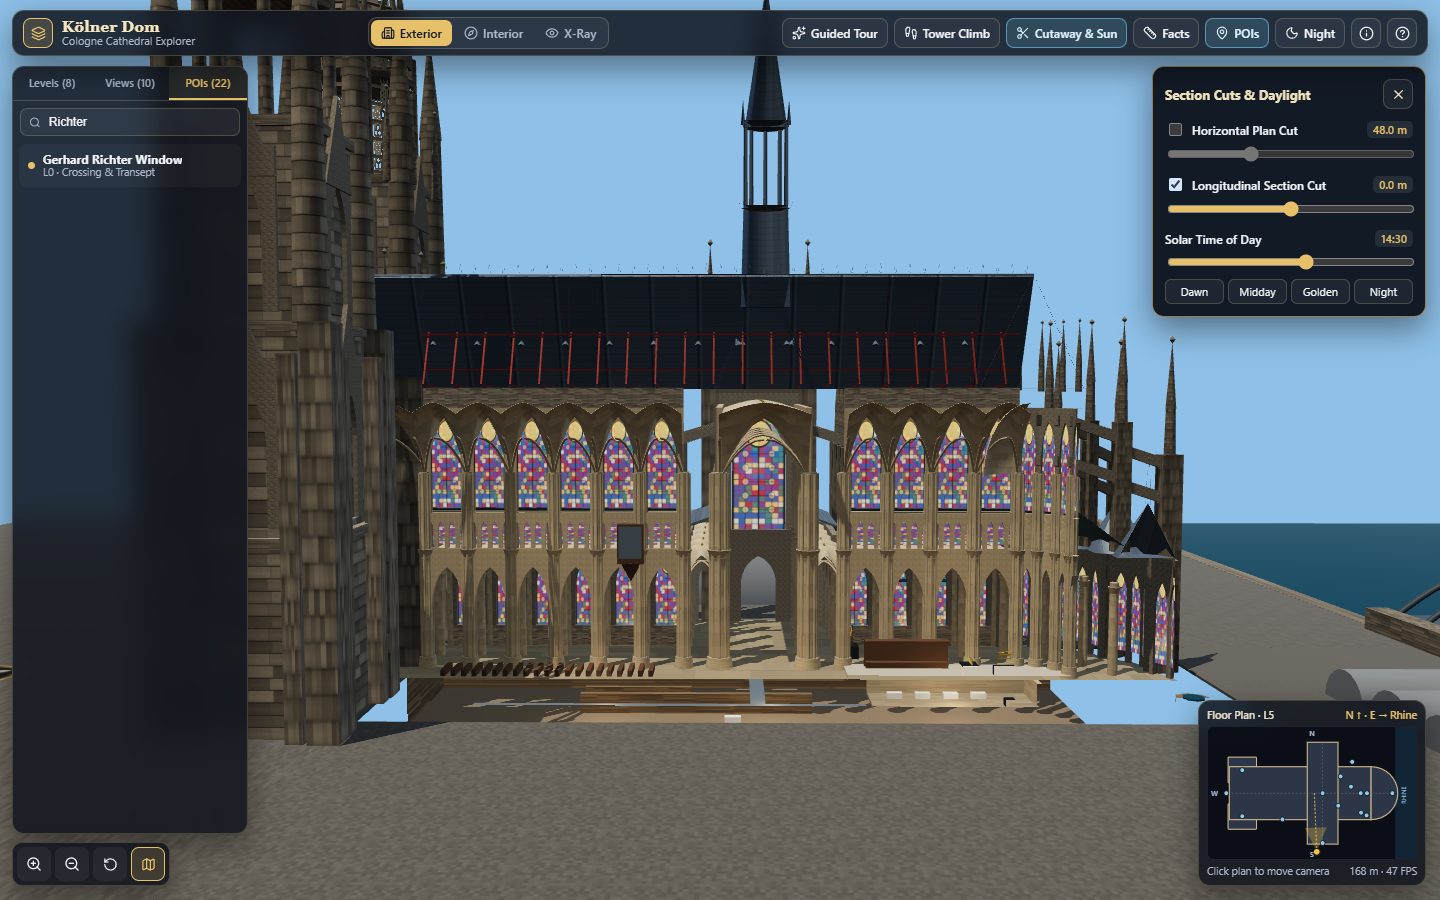 Kölner Dom
Cologne Cathedral Explorer
Exterior
Interior
X-Ray
Guided Tour
Tower Climb
Cutaway & Sun
Facts
POIs
Night
Levels (8)
Views (10)
POIs (22)
Richter
Gerhard Richter Window
L0 · Crossing & Transept
Section Cuts & Daylight
Horizontal Plan Cut
48.0 m
Longitudinal Section Cut
0.0 m
Solar Time of Day
14:30
Dawn
Midday
Golden
Night
Floor Plan · L5
N ↑ · E → Rhine
N
W
RHINE
S
Click plan to move camera
168 m · 47 FPS